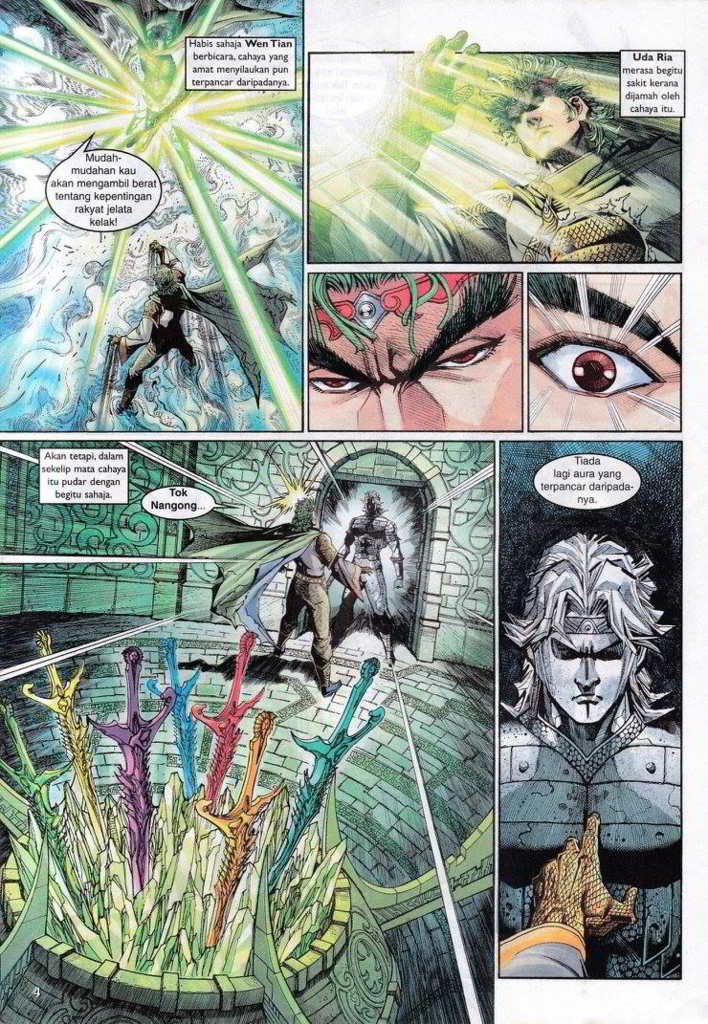 Habis sahaja Wen Tian
berbicara, cahaya yang
amat menyilaukan pun
terpancar daripadanya.
Mudah-
mudahan kau
akan mengambil berat
tentang kepentingan
rakyat jelata
kelak!
Uda Ria
merasa begitu
sakit kerana
dijamah oleh
cahaya itu.
Akan tetapi, dalam
sekelip mata cahaya
itu pudar dengan
begitu sahaja.
Tok
Nangong...
Tiada
lagi aura yang
terpancar daripada-
nya.
4